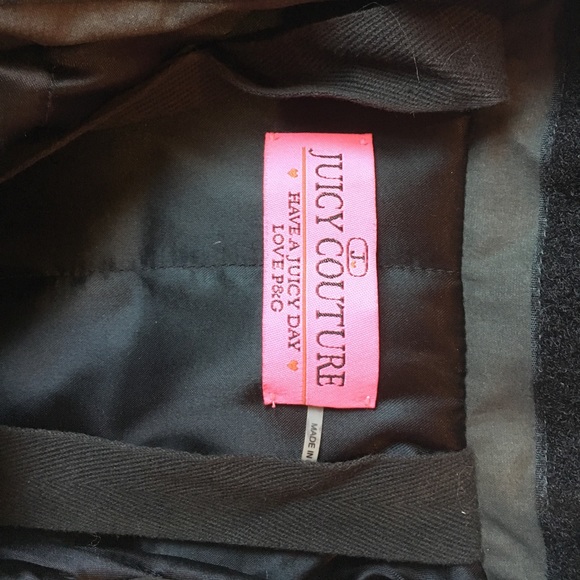 J.
JUICY COUTURE
♥ HAVE A JUICY DAY ♥
LOVE P&G
MADE IN